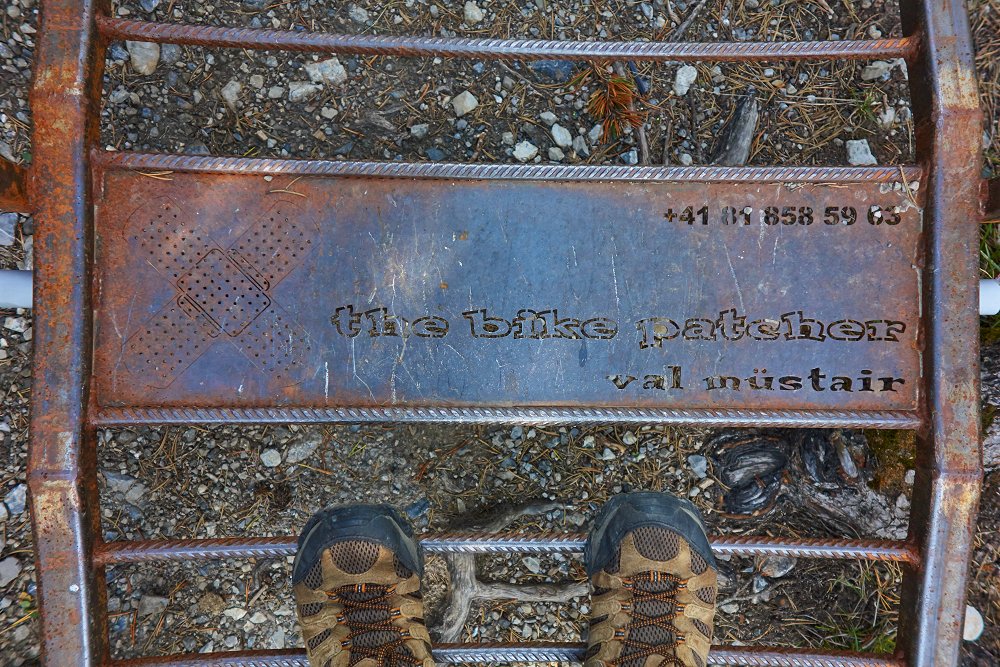 +41 81 858 59 63
the bike patcher
val müstair